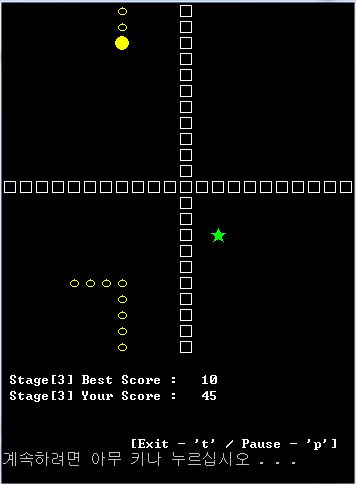 Stage[3] Best Score : 10
Stage[3] Your Score : 45
[Exit - 't' / Pause - 'p']
계속하려면 아무 키나 누르십시오 . . .